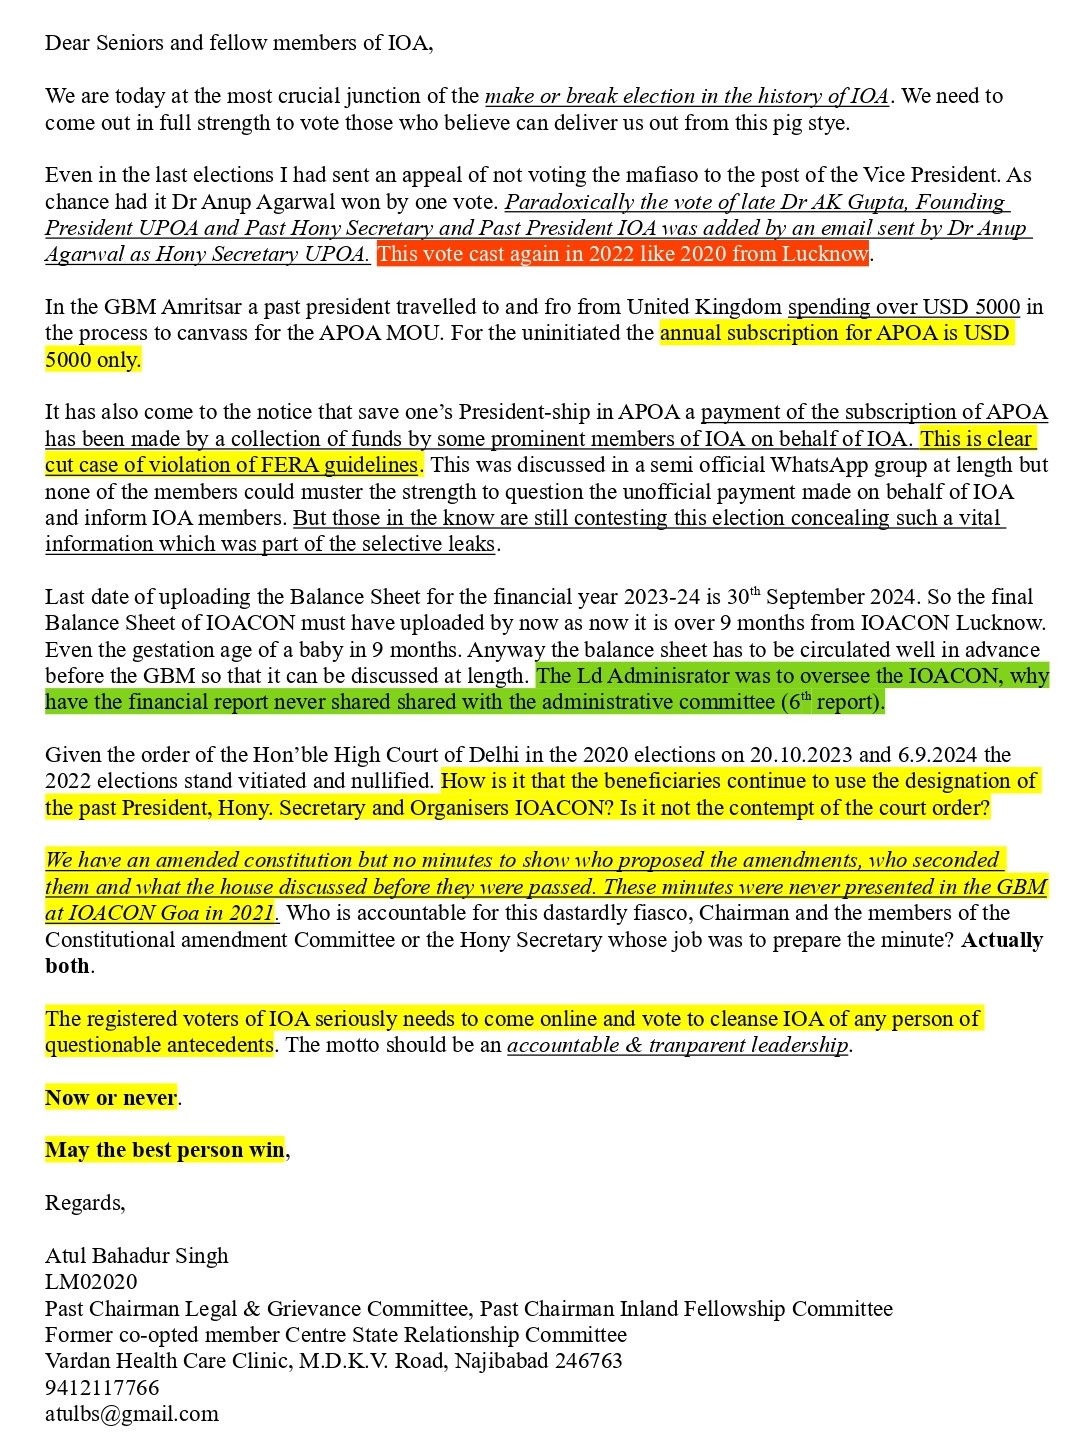 Dear Seniors and fellow members of IOA,
We are today at the most crucial junction of the make or break election in the history of IOA. We need to
come out in full strength to vote those who believe can deliver us out from this pig stye.
Even in the last elections I had sent an appeal of not voting the mafiaso to the post of the Vice President. As
chance had it Dr Anup Agarwal won by one vote. Paradoxically the vote of late Dr AK Gupta, Founding
President UPOA and Past Hony Secretary and Past President IOA was added by an email sent by Dr Anup
Agarwal as Hony Secretary UPOA. This vote cast again in 2022 like 2020 from Lucknow.
In the GBM Amritsar a past president travelled to and fro from United Kingdom spending over USD 5000 in
the process to canvass for the APOA MOU. For the uninitiated the annual subscription for APOA is USD
5000 only.
It has also come to the notice that save one’s President-ship in APOA a payment of the subscription of APOA
has been made by a collection of funds by some prominent members of IOA on behalf of IOA. This is clear
cut case of violation of FERA guidelines. This was discussed in a semi official WhatsApp group at length but
none of the members could muster the strength to question the unofficial payment made on behalf of IOA
and inform IOA members. But those in the know are still contesting this election concealing such a vital
information which was part of the selective leaks.
Last date of uploading the Balance Sheet for the financial year 2023-24 is 30th September 2024. So the final
Balance Sheet of IOACON must have uploaded by now as now it is over 9 months from IOACON Lucknow.
Even the gestation age of a baby in 9 months. Anyway the balance sheet has to be circulated well in advance
before the GBM so that it can be discussed at length. The Ld Adminisrator was to oversee the IOACON, why
have the financial report never shared shared with the administrative committee (6th report).
Given the order of the Hon’ble High Court of Delhi in the 2020 elections on 20.10.2023 and 6.9.2024 the
2022 elections stand vitiated and nullified. How is it that the beneficiaries continue to use the designation of
the past President, Hony. Secretary and Organisers IOACON? Is it not the contempt of the court order?
We have an amended constitution but no minutes to show who proposed the amendments, who seconded
them and what the house discussed before they were passed. These minutes were never presented in the GBM
at IOACON Goa in 2021. Who is accountable for this dastardly fiasco, Chairman and the members of the
Constitutional amendment Committee or the Hony Secretary whose job was to prepare the minute? Actually
both.
The registered voters of IOA seriously needs to come online and vote to cleanse IOA of any person of
questionable antecedents. The motto should be an accountable & tranparent leadership.
Now or never.
May the best person win,
Regards,
Atul Bahadur Singh
LM02020
Past Chairman Legal & Grievance Committee, Past Chairman Inland Fellowship Committee
Former co-opted member Centre State Relationship Committee
Vardan Health Care Clinic, M.D.K.V. Road, Najibabad 246763
9412117766
atulbs@gmail.com